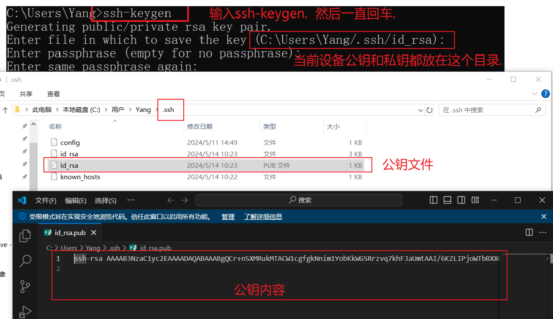 C:\Users\Yang>ssh-keygen 输入ssh-keygen. 然后一直回车.
Generating public/private rsa key pair.
Enter file in which to save the key (C:\Users\Yang/.ssh/id_rsa):
Enter passphrase (empty for no passphrase): 当前设备公钥和私钥都放在这个目录.
Enter same passphrase again:
.ssh
共享 查看
此电脑 › 本地磁盘 (C:) › 用户 › Yang › .ssh 在 .ssh 中搜索
名称 修改日期 类型 大小
config 2024/5/11 14:49 文件 1 KB
id_rsa 2024/5/14 10:23 文件 3 KB
id_rsa 2024/5/14 10:23 PUB 文件 1 KB
known_hosts 2024/5/14 10:22 文件 1 KB
公钥文件
文件(F) 编辑(E) 选择(S) ··· 搜索
受限模式旨在实现安全地浏览代码。信任此窗口以启用所有功能。 管理 了解详细信息
id_rsa.pub
C: › Users › Yang › .ssh › id_rsa.pub
1 ssh-rsa
2
公钥内容